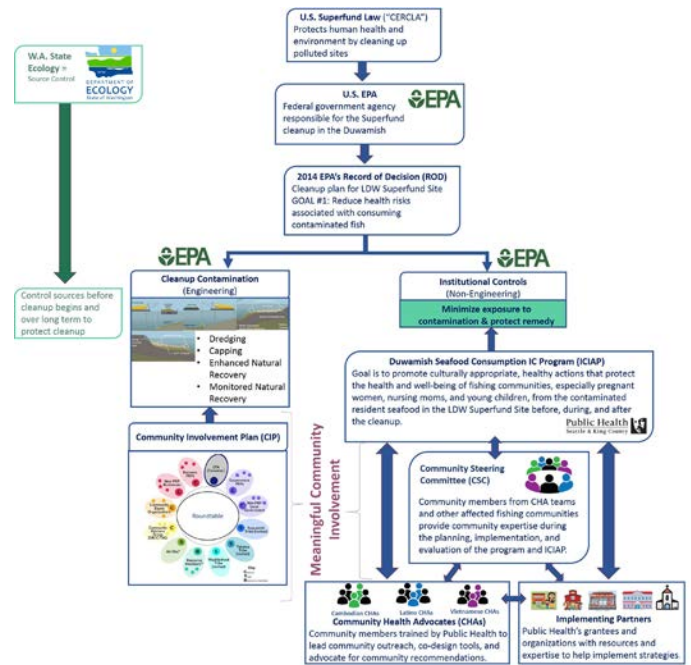 U.S. Superfund Law ("CERCLA")
Protects human health and
environment by cleaning up
polluted sites
W.A. State
Ecology =
Source Control
DEPARTMENT OF
ECOLOGY
State of Washington
U.S. EPA
EPA
Federal government agency
responsible for the Superfund
cleanup in the Duwamish
2014 EPA's Record of Decision (ROD)
Cleanup plan for LDW Superfund Site
GOAL #1: Reduce health risks
associated with consuming
contaminated fish
EPA
EPA
Cleanup Contamination
(Engineering)
• Dredging
• Capping
• Enhanced Natural
Recovery
• Monitored Natural
Recovery
Institutional Controls
(Non-Engineering)
Minimize exposure to
contamination & protect remedy
Control sources before
cleanup begins and
over long term to
protect cleanup
Duwamish Seafood Consumption IC Program (ICIAP)
Goal is to promote culturally appropriate, healthy actions that protect
the health and well-being of fishing communities, especially pregnant
women, nursing moms, and young children, from the contaminated
resident seafood in the LDW Superfund Site before, during, and after
the cleanup.
Public Health
Seattle & King County
Community Involvement Plan (CIP)
Roundtable
Meaningful Community
Involvement
Community Steering
Committee (CSC)
Community members from CHA teams
and other affected fishing communities
provide community expertise during
the planning, implementation, and
evaluation of the program and ICIAP.
Cambodian CHAs
Latino CHAs
Vietnamese CHAs
Community Health Advocates (CHAs)
Community members trained by Public Health to
lead community outreach, co-design tools, and
advocate for community recommendations.
Implementing Partners
Public Health's grantees and
organizations with resources and
expertise to help implement strategies.